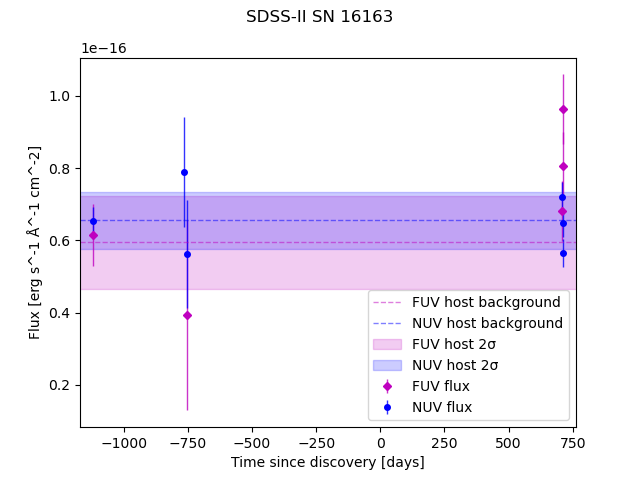 SDSS-II SN 16163
1e−16
1.0
0.8
0.6
0.4
0.2
Flux [erg s^-1 Å^-1 cm^-2]
FUV host background
NUV host background
FUV host 2σ
NUV host 2σ
FUV flux
NUV flux
−1000 −750 −500 −250 0 250 500 750
Time since discovery [days]